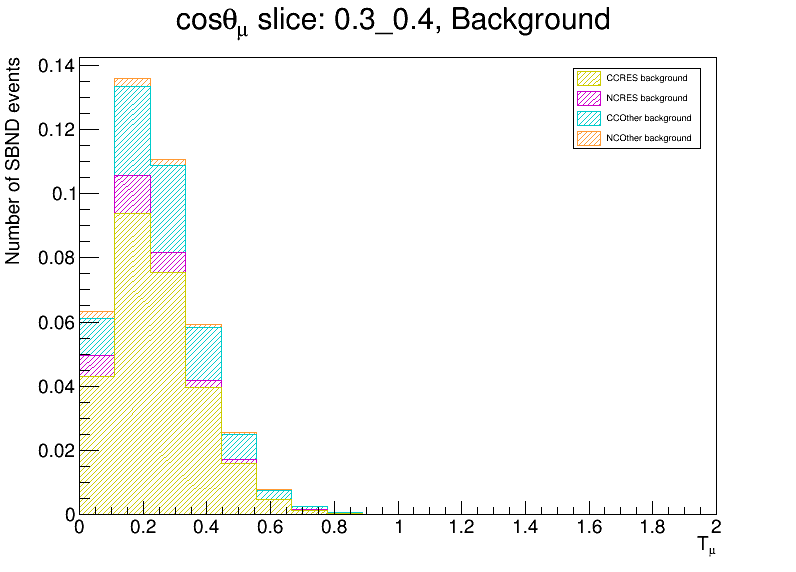 cosθμ slice: 0.3_0.4, Background
Number of SBND events
0.14
0.12
0.1
0.08
0.06
0.04
0.02
0
CCRES background
NCRES background
CCOther background
NCOther background
0 0.2 0.4 0.6 0.8 1 1.2 1.4 1.6 1.8 2
Tμ